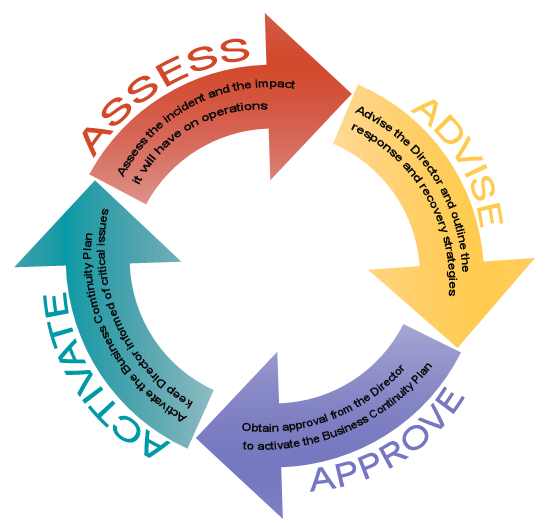 ASSESS
Assess the incident and the impact
it will have on operations
ADVISE
Advise the Director and outline the
response and recovery strategies
APPROVE
Obtain approval from the Director
to activate the Business Continuity Plan
ACTIVATE
Activate the Business Continuity Plan
keep Director informed of critical issues